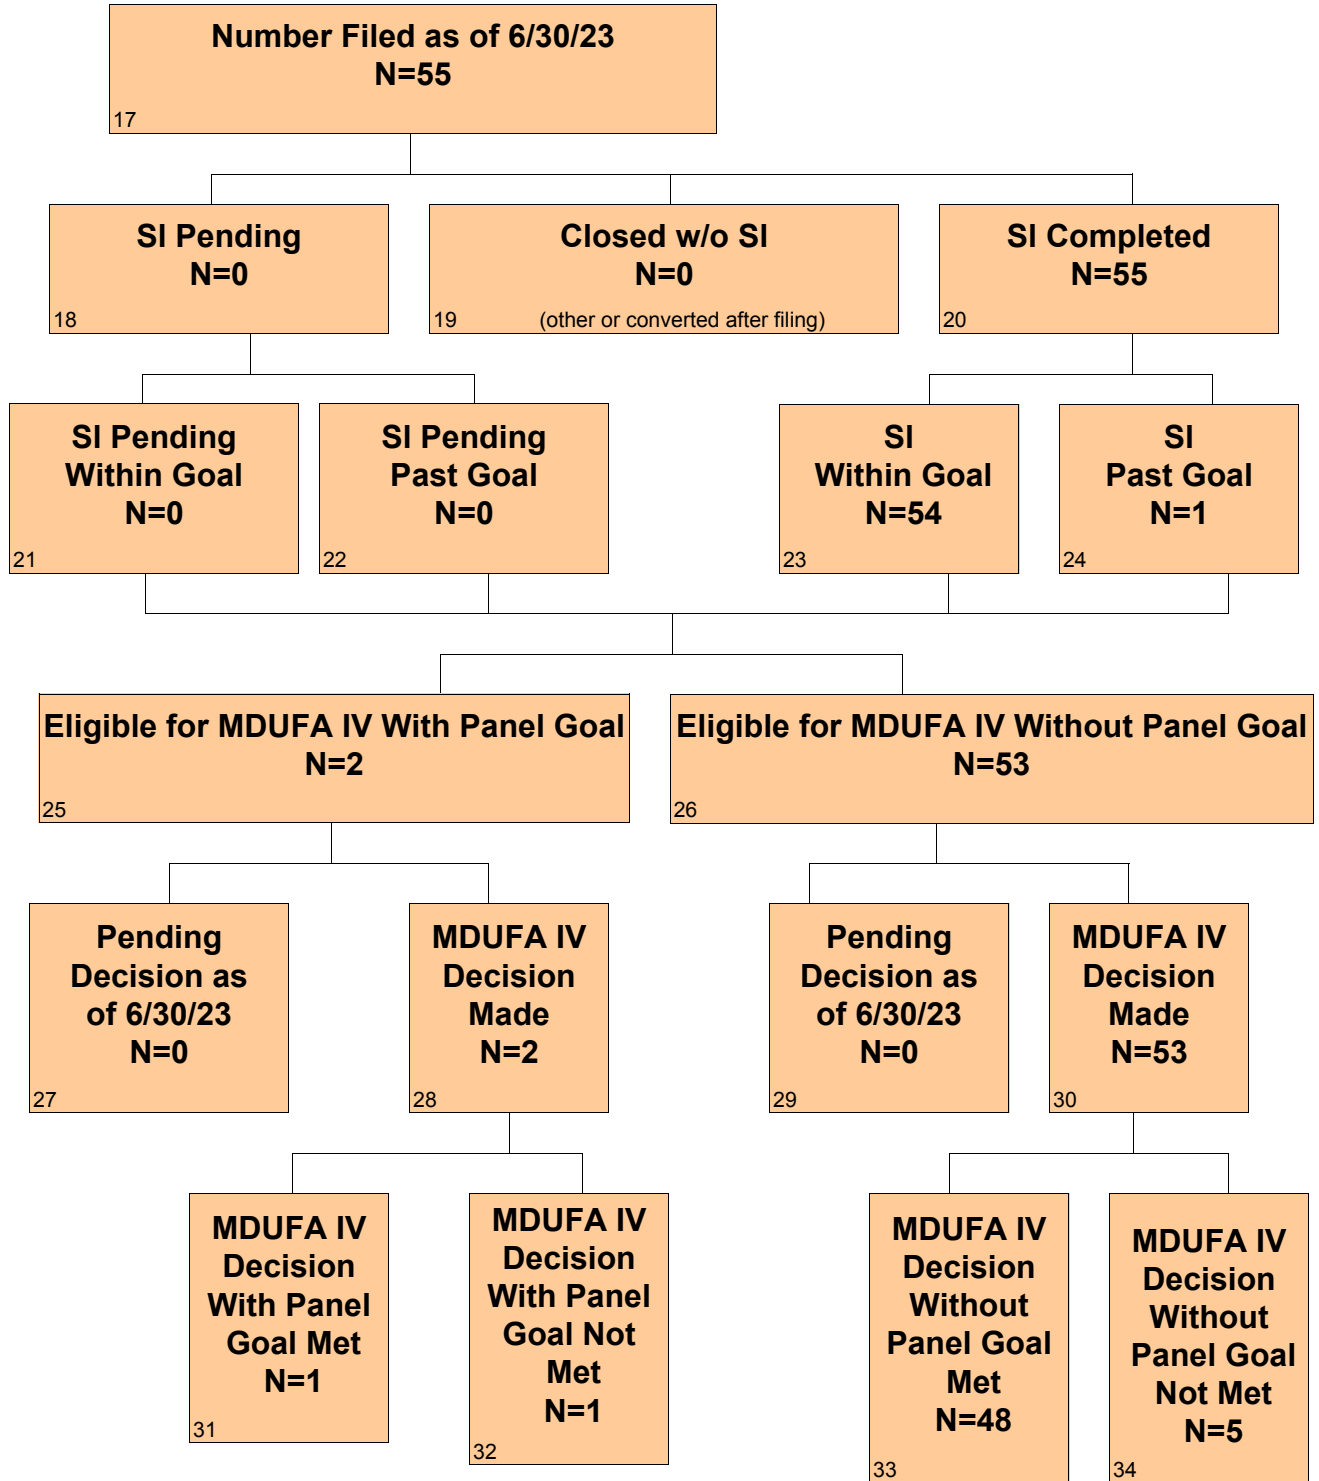 Number Filed as of 6/30/23
N=55
17
SI Pending
N=0
18
Closed w/o SI
N=0
19 (other or converted after filing)
SI Completed
N=55
20
SI Pending
Within Goal
N=0
21
SI Pending
Past Goal
N=0
22
SI
Within Goal
N=54
23
SI
Past Goal
N=1
24
Eligible for MDUFA IV With Panel Goal
N=2
25
Eligible for MDUFA IV Without Panel Goal
N=53
26
Pending
Decision as
of 6/30/23
N=0
27
MDUFA IV
Decision
Made
N=2
28
Pending
Decision as
of 6/30/23
N=0
29
MDUFA IV
Decision
Made
N=53
30
MDUFA IV
Decision
With Panel
Goal Met
N=1
31
MDUFA IV
Decision
With Panel
Goal Not
Met
N=1
32
MDUFA IV
Decision
Without
Panel Goal
Met
N=48
33
MDUFA IV
Decision
Without
Panel Goal
Not Met
N=5
34